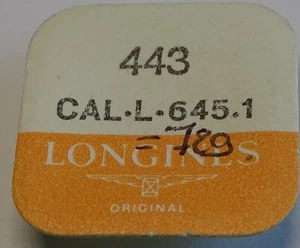 443
CAL.L.645.1
=789
LONGINES
ORIGINAL